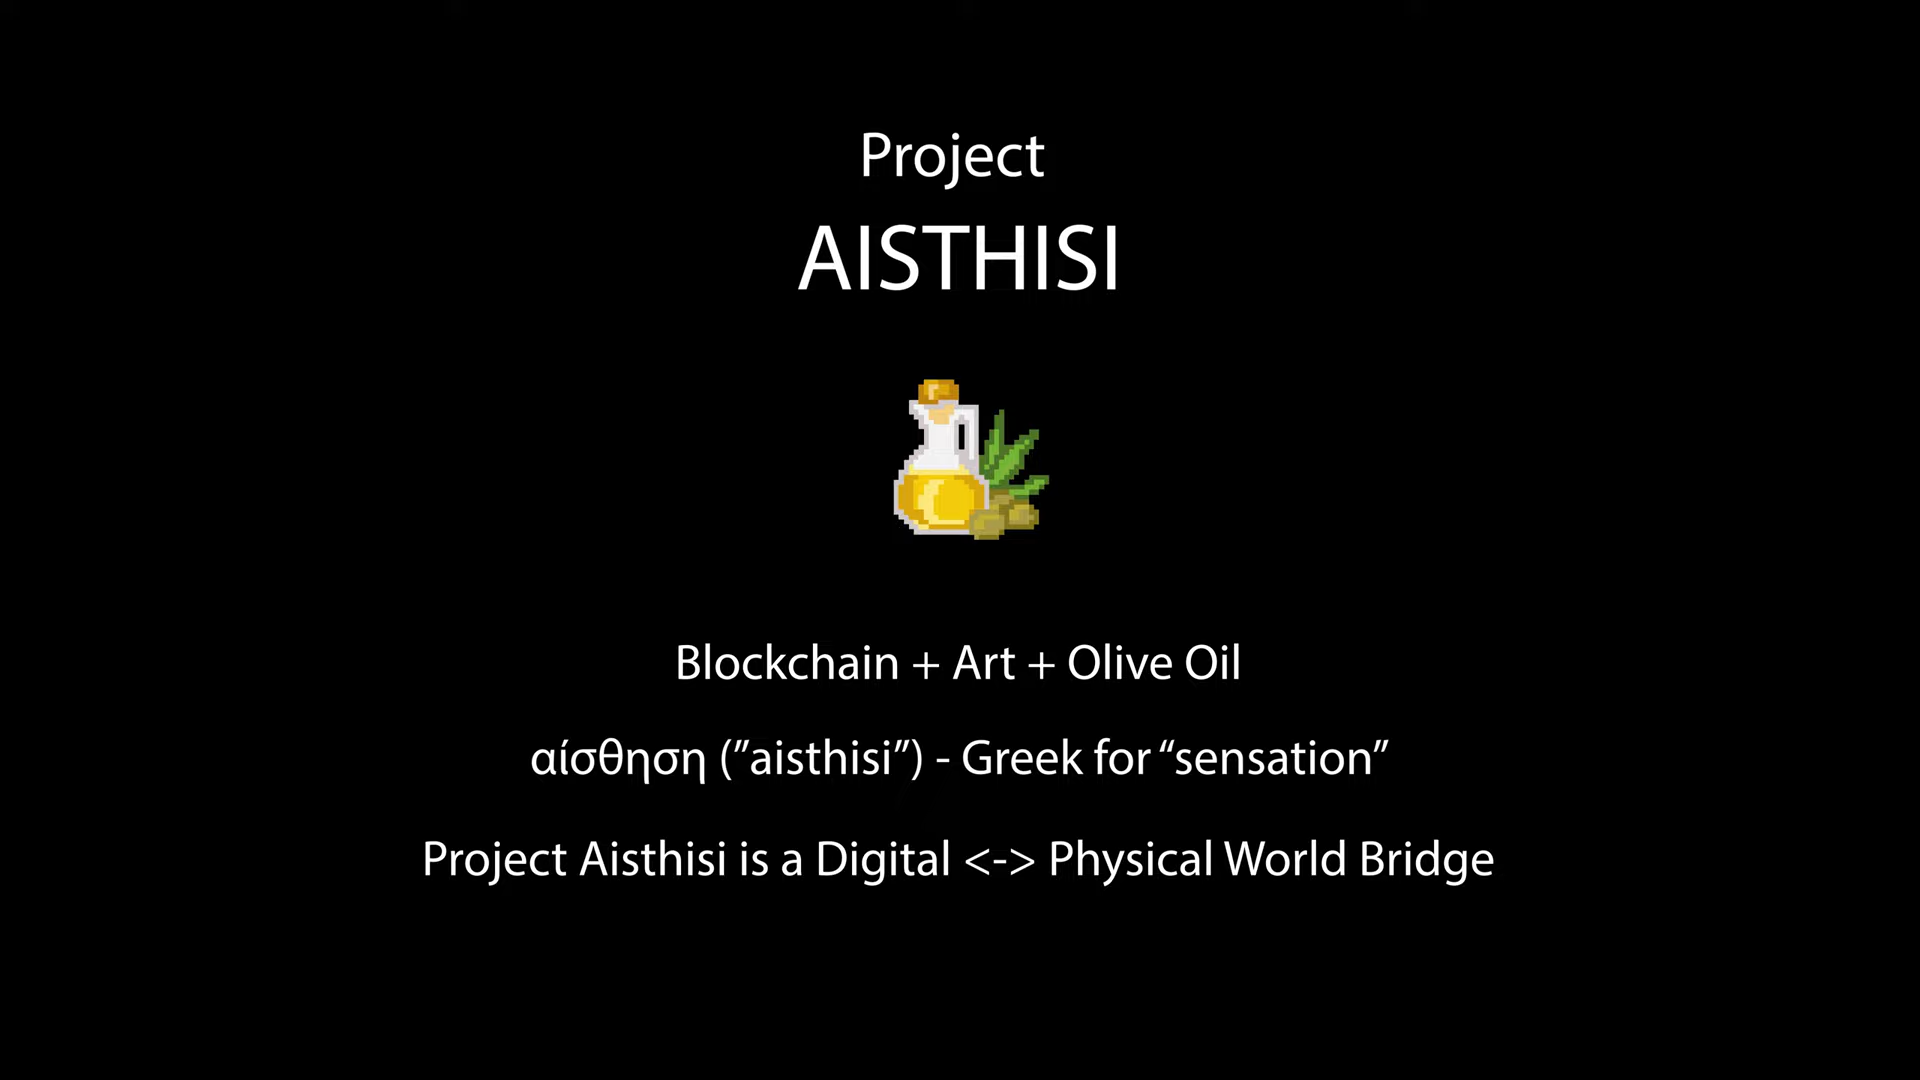 Project
AISTHISI
Blockchain + Art + Olive Oil
αίσθηση (”aisthisi”) - Greek for “sensation”
Project Aisthisi is a Digital <-> Physical World Bridge